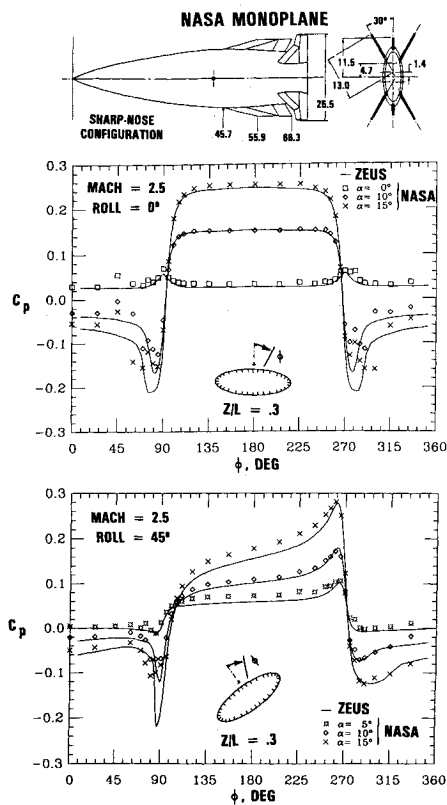 NASA MONOPLANE
30°
11.5
4.7
1.4
13.0
25.5
SHARP-NOSE
CONFIGURATION
45.7
55.9
66.3
0.3
0.2
0.1
0.0
-0.1
-0.2
-0.3
Cp
MACH = 2.5
ROLL = 0°
— ZEUS
□ α= 0°
◇ α= 10°
× α= 15°
NASA
ϕ
Z/L = .3
0 45 90 135 180 225 270 315 360
ϕ, DEG
0.3
0.2
0.1
0.0
-0.1
-0.2
-0.3
Cp
MACH = 2.5
ROLL = 45°
ϕ
Z/L = .3
— ZEUS
¤ α= 5°
◇ α= 10°
× α= 15°
NASA
0 45 90 135 180 225 270 315 360
ϕ, DEG